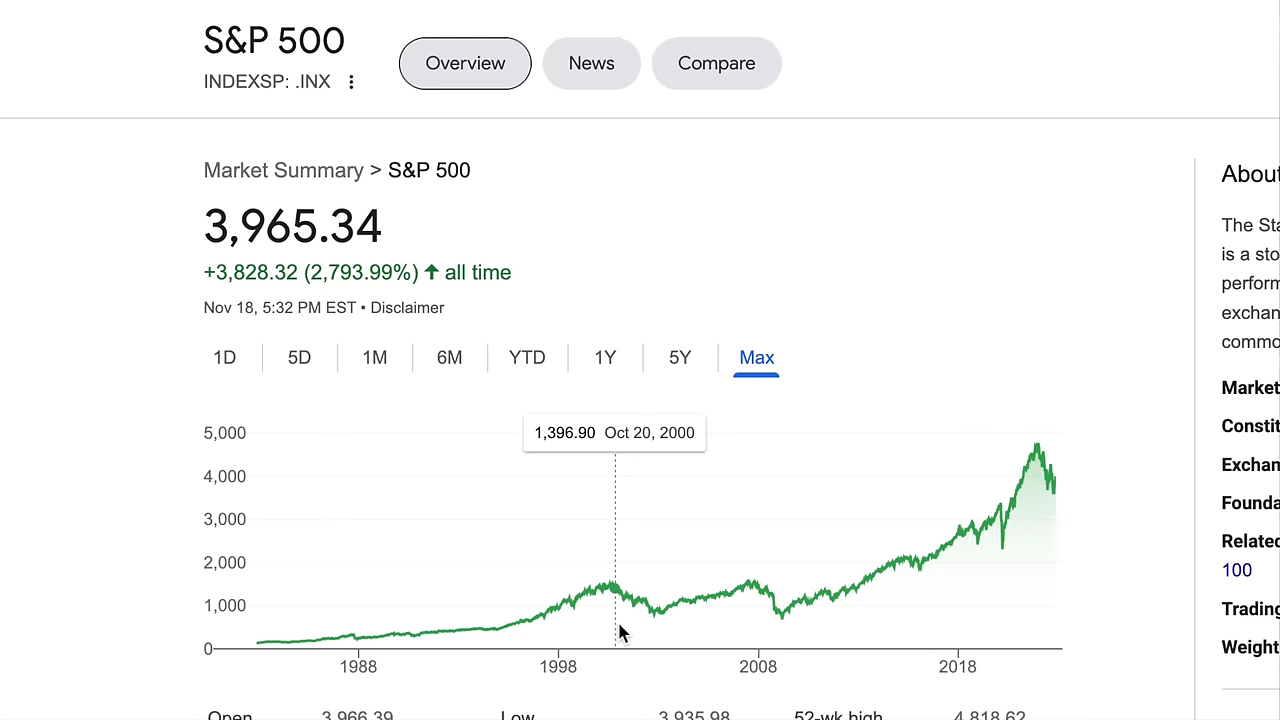 S&P 500
INDEXSP: .INX
Overview
News
Compare
Market Summary > S&P 500
3,965.34
+3,828.32 (2,793.99%) ↑ all time
Nov 18, 5:32 PM EST • Disclaimer
1D
5D
1M
6M
YTD
1Y
5Y
Max
1,396.90 Oct 20, 2000
5,000
4,000
3,000
2,000
1,000
0
1988
1998
2008
2018
Open 3,966.39
Low 3,935.98
52-wk high 4,818.62
About
The Sta
is a sto
perform
exchan
commo
Market
Constit
Exchan
Founda
Related
100
Trading
Weight